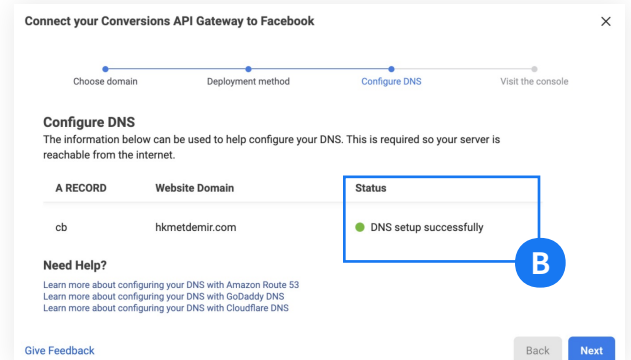 Connect your Conversions API Gateway to Facebook
Choose domain Deployment method Configure DNS Visit the console
Configure DNS
The information below can be used to help configure your DNS. This is required so your server is
reachable from the internet.
A RECORD Website Domain Status
cb hkmetdemir.com DNS setup successfully
B
Need Help?
Learn more about configuring your DNS with Amazon Route 53
Learn more about configuring your DNS with GoDaddy DNS
Learn more about configuring your DNS with Cloudflare DNS
Give Feedback Back Next